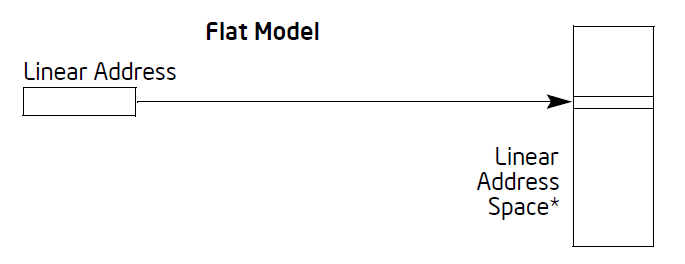 Flat Model
Linear Address
Linear
Address
Space*